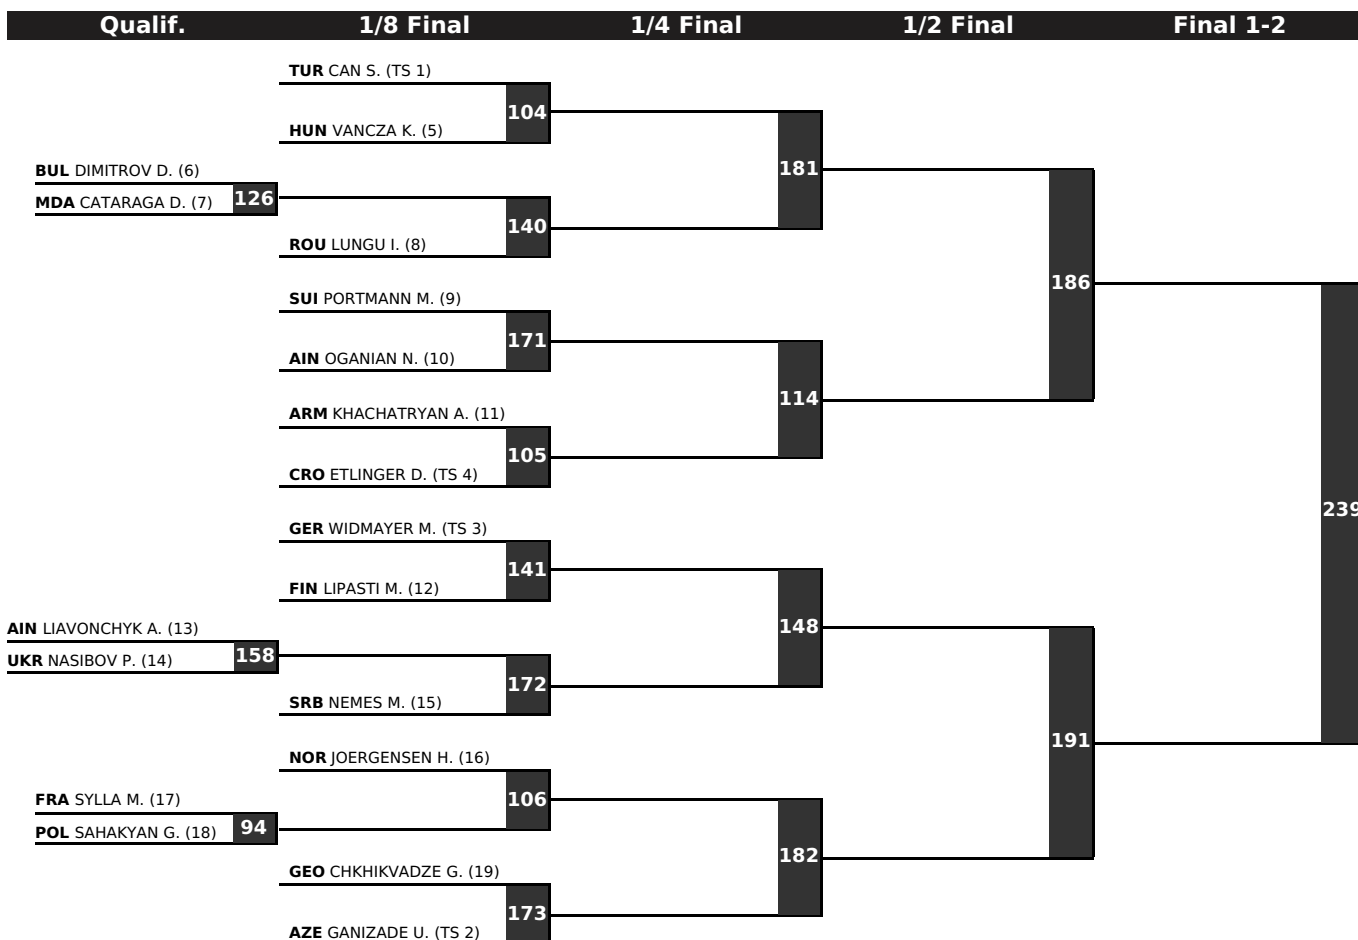 Qualif. 1/8 Final 1/4 Final 1/2 Final Final 1-2
TUR CAN S. (TS 1)
104
HUN VANCZA K. (5)
181
BUL DIMITROV D. (6)
MDA CATARAGA D. (7) 126
140
ROU LUNGU I. (8)
186
SUI PORTMANN M. (9)
171
AIN OGANIAN N. (10)
114
ARM KHACHATRYAN A. (11)
105
CRO ETLINGER D. (TS 4)
239
GER WIDMAYER M. (TS 3)
141
FIN LIPASTI M. (12)
148
AIN LIAVONCHYK A. (13)
UKR NASIBOV P. (14) 158
172
SRB NEMES M. (15)
191
NOR JOERGENSEN H. (16)
106
FRA SYLLA M. (17)
POL SAHAKYAN G. (18) 94
182
GEO CHKHIKVADZE G. (19)
173
AZE GANIZADE U. (TS 2)